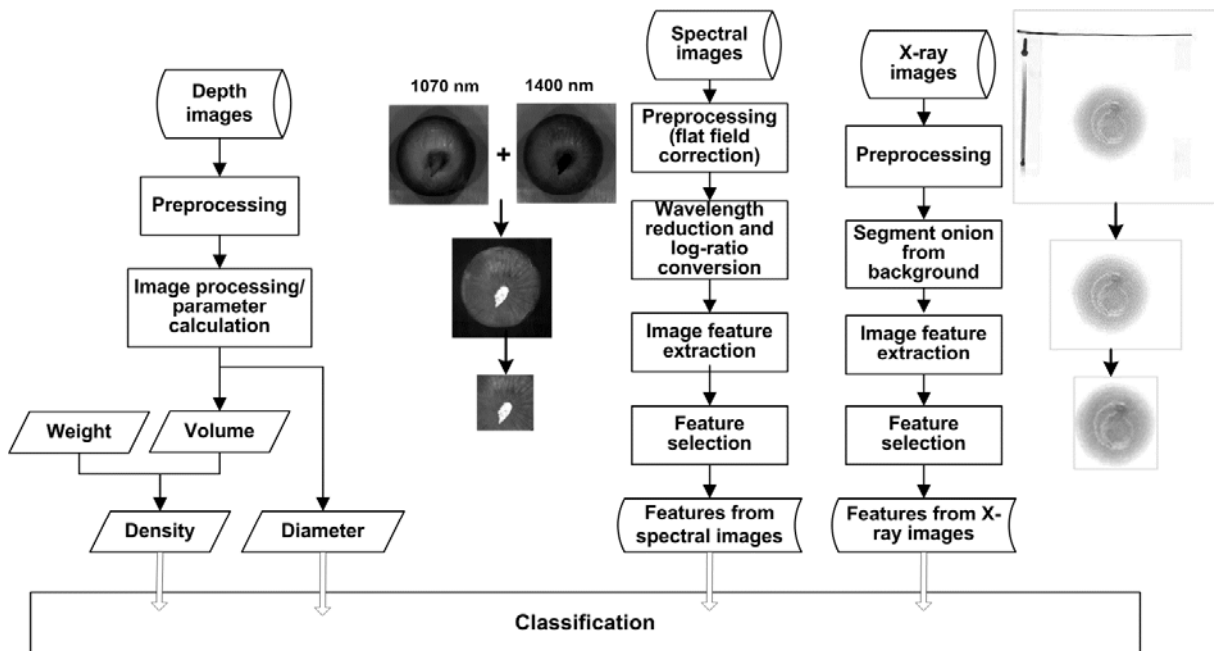 Depth
images
Preprocessing
Image processing/
parameter
calculation
Weight
Volume
Density
Diameter
1070 nm
1400 nm
+
Spectral
images
Preprocessing
(flat field
correction)
Wavelength
reduction and
log-ratio
conversion
Image feature
extraction
Feature
selection
Features from
spectral images
X-ray
images
Preprocessing
Segment onion
from
background
Image feature
extraction
Feature
selection
Features from X-
ray images
Classification